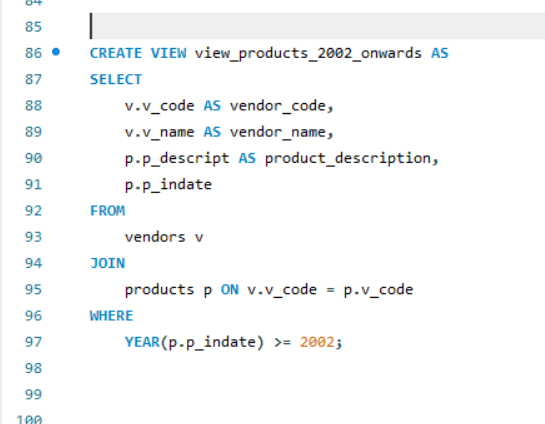 84
85
86 CREATE VIEW view_products_2002_onwards AS
87 SELECT
88 v.v_code AS vendor_code,
89 v.v_name AS vendor_name,
90 p.p_descript AS product_description,
91 p.p_indate
92 FROM
93 vendors v
94 JOIN
95 products p ON v.v_code = p.v_code
96 WHERE
97 YEAR(p.p_indate) >= 2002;
98
99
100